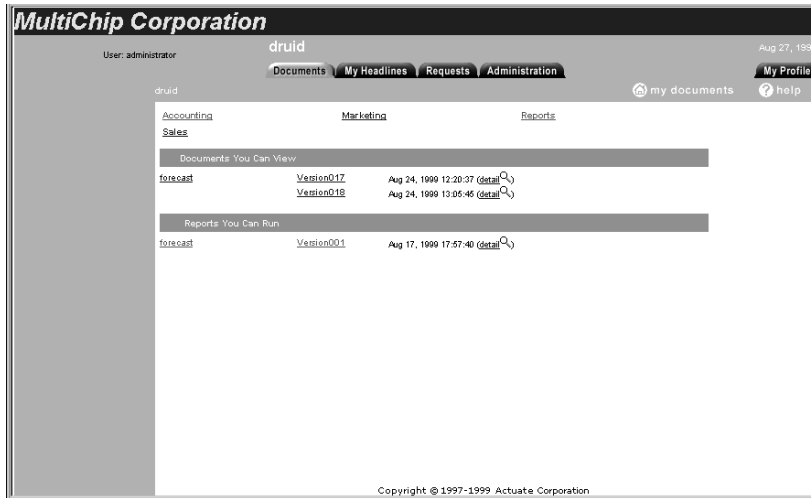 MultiChip Corporation
User: administrator
druid
Aug 27, 199
Documents My Headlines Requests Administration My Profile
druid my documents help
Accounting Marketing Reports
Sales
Documents You Can View
forecast Version017 Aug 24, 1999 12:20:37 (detail)
Version018 Aug 24, 1999 13:05:45 (detail)
Reports You Can Run
forecast Version001 Aug 17, 1999 17:57:40 (detail)
Copyright © 1997-1999 Actuate Corporation